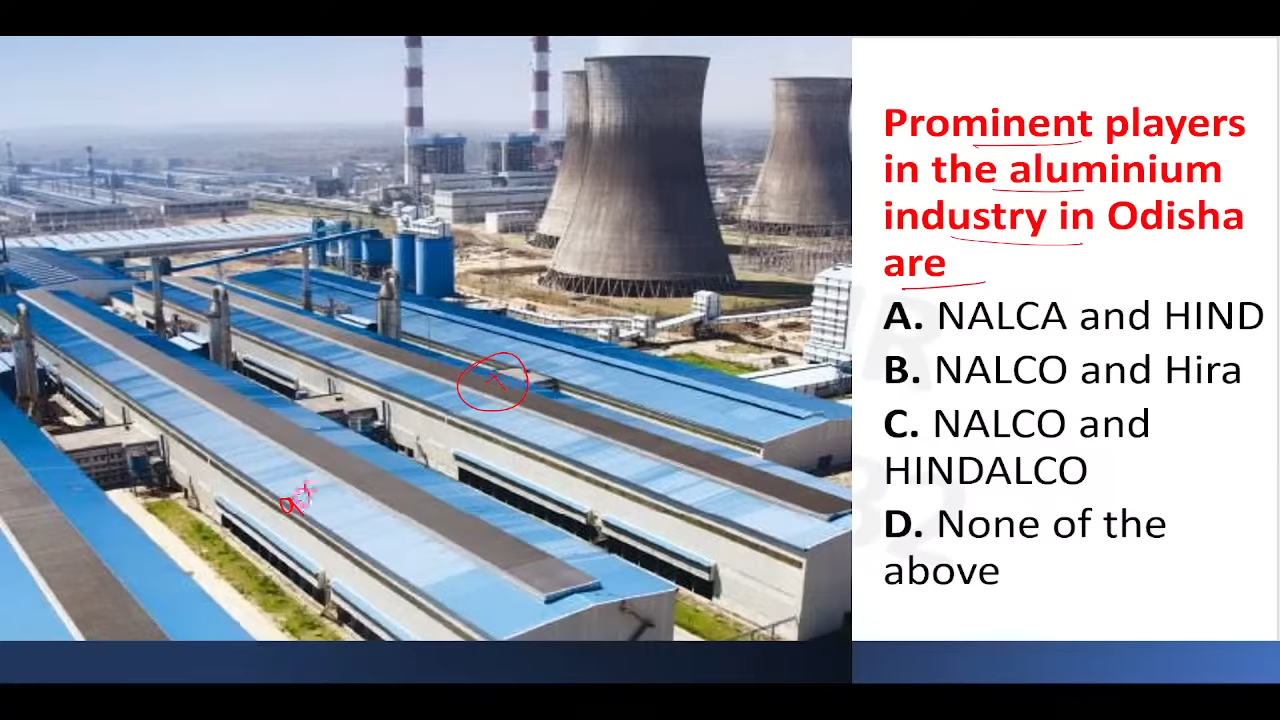 Prominent players
in the aluminium
industry in Odisha
are
A. NALCA and HIND
B. NALCO and Hira
C. NALCO and
HINDALCO
D. None of the
above